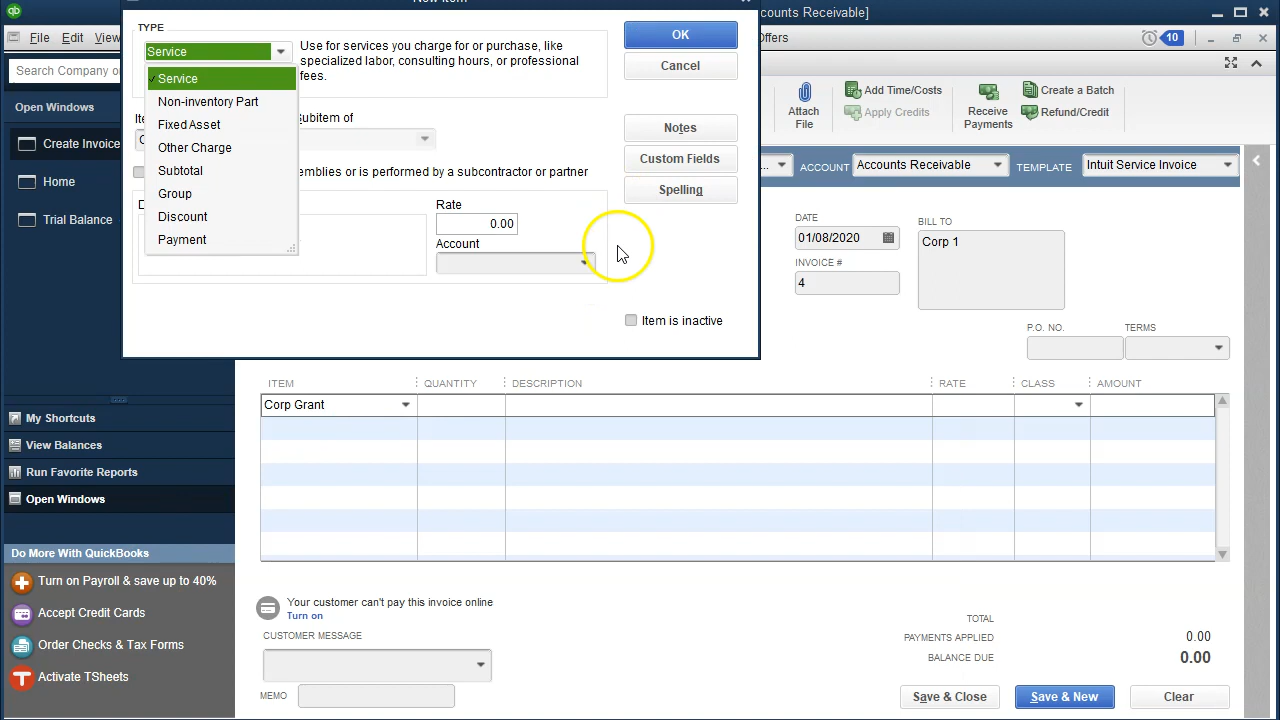 New Item
counts Receivable]
File Edit View
Offers
10
Search Company o
TYPE
Service
Use for services you charge for or purchase, like
specialized labor, consulting hours, or professional
fees.
OK
Cancel
Service
Non-inventory Part
Fixed Asset
Other Charge
Subtotal
Group
Discount
Payment
Subitem of
Notes
Custom Fields
Spelling
mblies or is performed by a subcontractor or partner
Rate
0.00
Account
Item is inactive
Open Windows
Create Invoice
Home
Trial Balance
Attach
File
Add Time/Costs
Apply Credits
Receive
Payments
Create a Batch
Refund/Credit
...
ACCOUNT
Accounts Receivable
TEMPLATE
Intuit Service Invoice
DATE
01/08/2020
BILL TO
Corp 1
INVOICE #
4
P.O. NO.
TERMS
ITEM QUANTITY DESCRIPTION RATE CLASS AMOUNT
Corp Grant
My Shortcuts
View Balances
Run Favorite Reports
Open Windows
Do More With QuickBooks
Turn on Payroll & save up to 40%
Accept Credit Cards
Order Checks & Tax Forms
Activate TSheets
Your customer can't pay this invoice online
Turn on
CUSTOMER MESSAGE
MEMO
TOTAL
PAYMENTS APPLIED 0.00
BALANCE DUE 0.00
Save & Close
Save & New
Clear